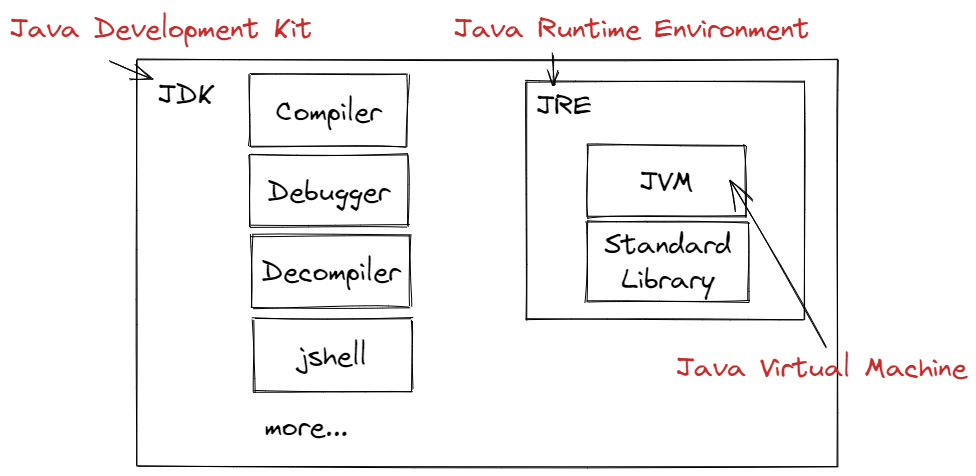 Java Development Kit
Java Runtime Environment
JDK
Compiler
Debugger
Decompiler
jshell
more...
JRE
JVM
Standard
Library
Java Virtual Machine